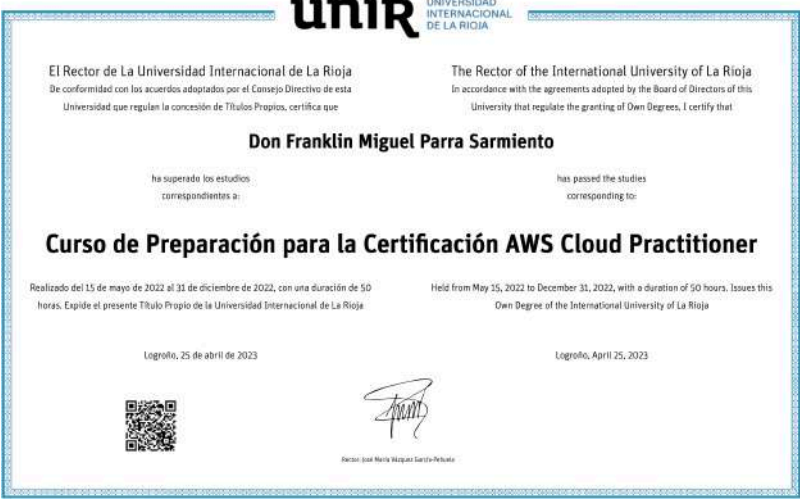 unir
UNIVERSIDAD
INTERNACIONAL
DE LA RIOJA
El Rector de La Universidad Internacional de La Rioja
De conformidad con los acuerdos adoptados por el Consejo Directivo de esta
Universidad que regulan la concesión de Títulos Propios, certifica que
The Rector of the International University of La Rioja
In accordance with the agreements adopted by the Board of Directors of this
University that regulate the granting of Own Degrees, I certify that
Don Franklin Miguel Parra Sarmiento
ha superado los estudios
correspondientes a:
has passed the studies
corresponding to:
Curso de Preparación para la Certificación AWS Cloud Practitioner
Realizado del 15 de mayo de 2022 al 31 de diciembre de 2022, con una duración de 50
horas. Expide el presente Título Propio de la Universidad Internacional de La Rioja
Held from May 15, 2022 to December 31, 2022, with a duration of 50 hours. Issues this
Own Degree of the International University of La Rioja
Logroño, 25 de abril de 2023
Logroño, April 25, 2023
Rector: José María Vázquez García-Peñuela